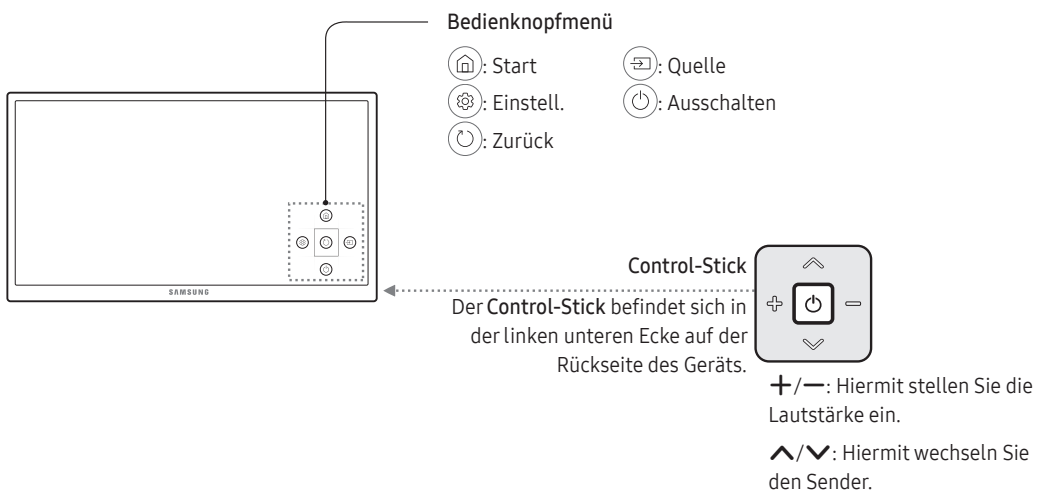 Bedienknopfmenü
: Start
: Quelle
: Einstell.
: Ausschalten
: Zurück
SAMSUNG
Control-Stick
Der Control-Stick befindet sich in
der linken unteren Ecke auf der
Rückseite des Geräts.
+/−: Hiermit stellen Sie die
Lautstärke ein.
∧/∨: Hiermit wechseln Sie
den Sender.